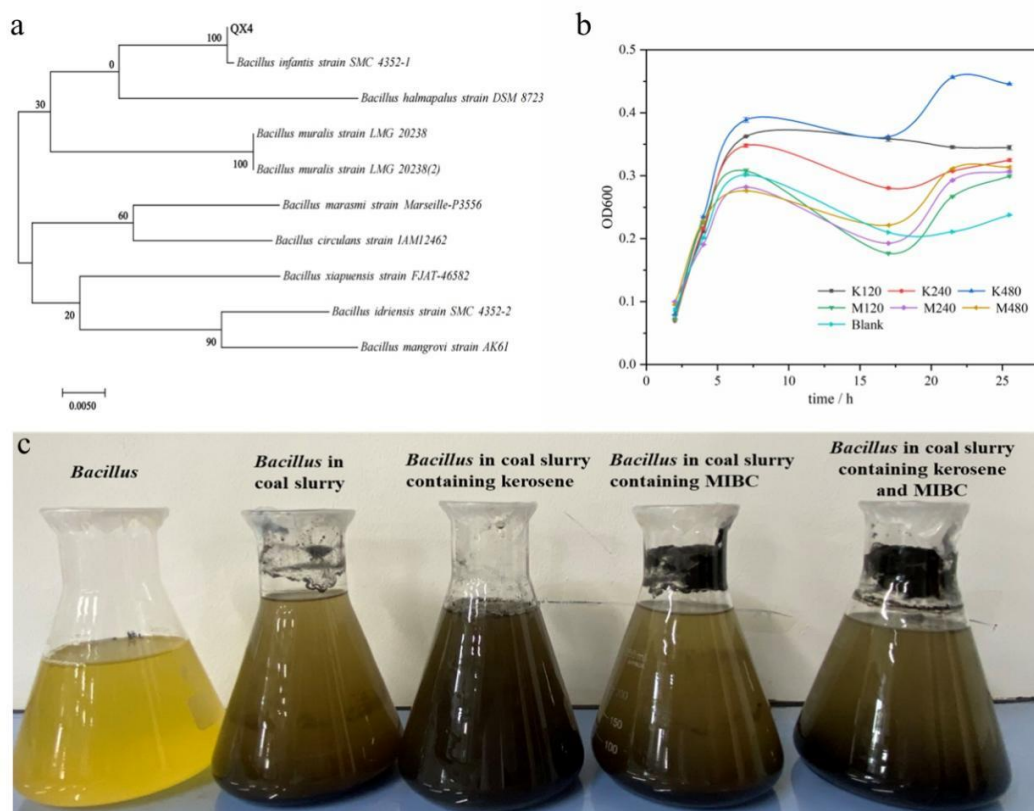 a
QX4
100
Bacillus infantis strain SMC 4352-1
0
Bacillus halmapalus strain DSM 8723
30
Bacillus muralis strain LMG 20238
100
Bacillus muralis strain LMG 20238(2)
Bacillus marasmi strain Marseille-P3556
60
Bacillus circulans strain IAM12462
Bacillus xiapuensis strain FJAT-46582
20
Bacillus idriensis strain SMC 4352-2
90
Bacillus mangrovi strain AK61
0.0050
b
0.5
0.4
0.3
0.2
0.1
0.0
OD600
K120 K240 K480
M120 M240 M480
Blank
0 5 10 15 20 25
time / h
c
Bacillus
Bacillus in
coal slurry
Bacillus in coal slurry
containing kerosene
Bacillus in coal slurry
containing MIBC
Bacillus in coal slurry
containing kerosene
and MIBC
150
100